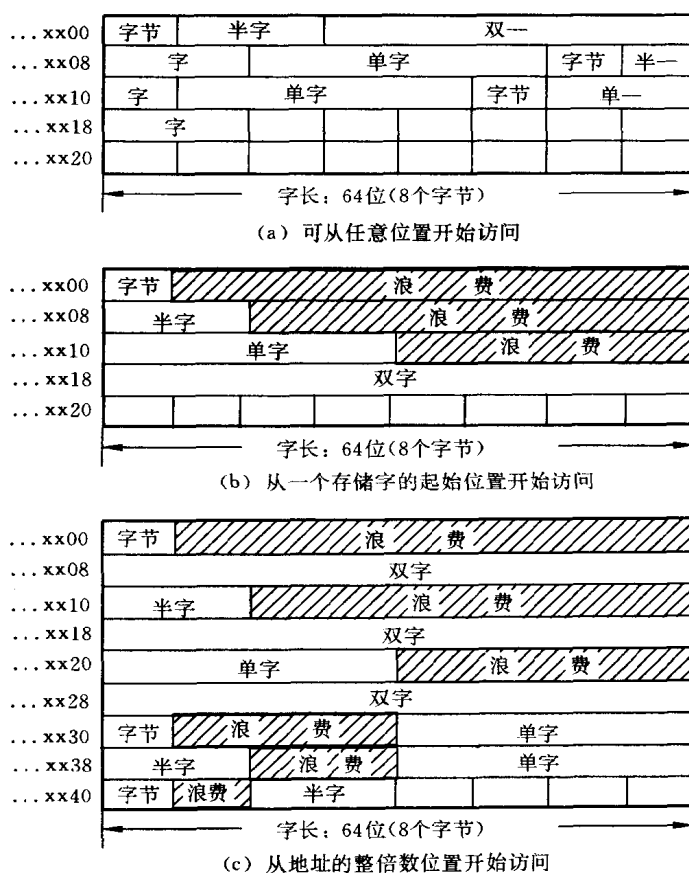 ...xx00 字节 半字 双一
...xx08 字 单字 字节 半一
...xx10 字 单字 字节 单一
...xx18 字
...xx20
字长：64位(8个字节)
(a) 可从任意位置开始访问
...xx00 字节 浪 费
...xx08 半字 浪 费
...xx10 单字 浪 费
...xx18 双字
...xx20
字长：64位(8个字节)
(b) 从一个存储字的起始位置开始访问
...xx00 字节 浪 费
...xx08 双字
...xx10 半字 浪 费
...xx18 双字
...xx20 单字 浪 费
...xx28 双字
...xx30 字节 浪 费 单字
...xx38 半字 浪 费 单字
...xx40 字节 浪费 半字
字长：64位(8个字节)
(c) 从地址的整倍数位置开始访问